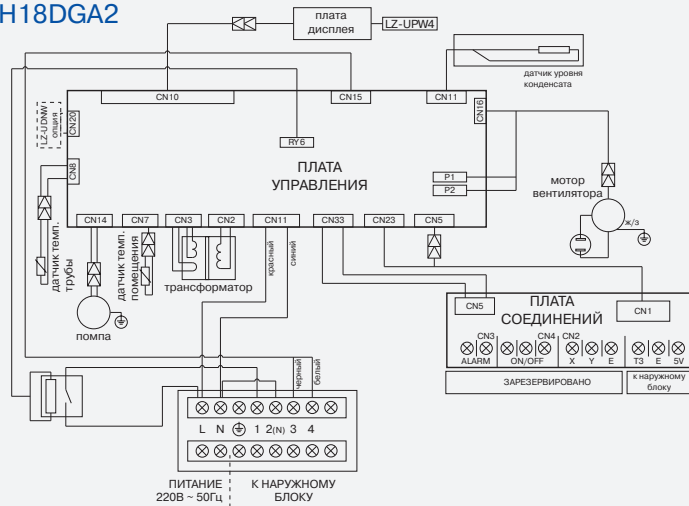 H18DGA2
плата
дисплея
LZ-UPW4
датчик уровня
конденсата
CN10
CN15
CN11
CN16
LZ-UDNW
опция
CN20
CN8
RY6
ПЛАТА
УПРАВЛЕНИЯ
P1
P2
мотор
вентилятора
ж/з
CN14
CN7
CN3
CN2
CN11
CN33
CN23
CN5
датчик темп.
трубы
датчик темп.
помещения
трансформатор
красный
синий
помпа
CN5
ПЛАТА
СОЕДИНЕНИЙ
CN1
CN3
CN4
CN2
ALARM
ON/OFF
X
Y
E
T3
E
5V
ЗАРЕЗЕРВИРОВАНО
к наружному
блоку
черный
белый
L N 1 2(N) 3 4
ПИТАНИЕ
220В ~ 50Гц
К НАРУЖНОМУ
БЛОКУ